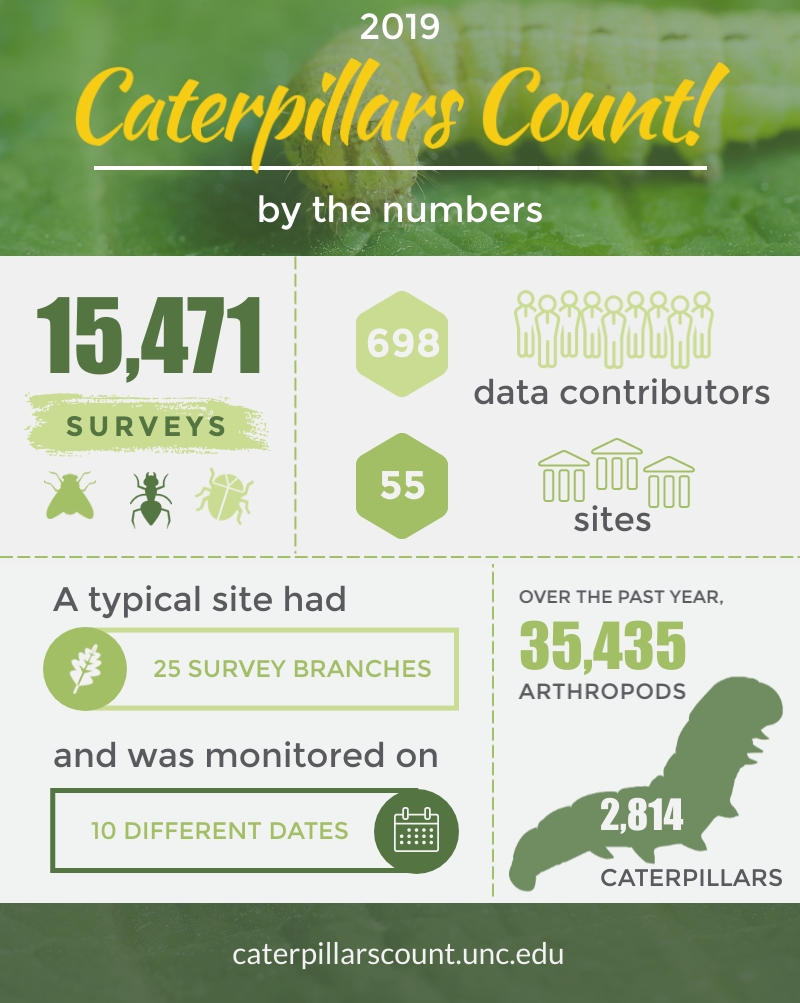 2019
Caterpillars Count!
by the numbers
15,471
SURVEYS
698
data contributors
55
sites
A typical site had
25 SURVEY BRANCHES
and was monitored on
10 DIFFERENT DATES
OVER THE PAST YEAR,
35,435
ARTHROPODS
2,814
CATERPILLARS
caterpillarscount.unc.edu